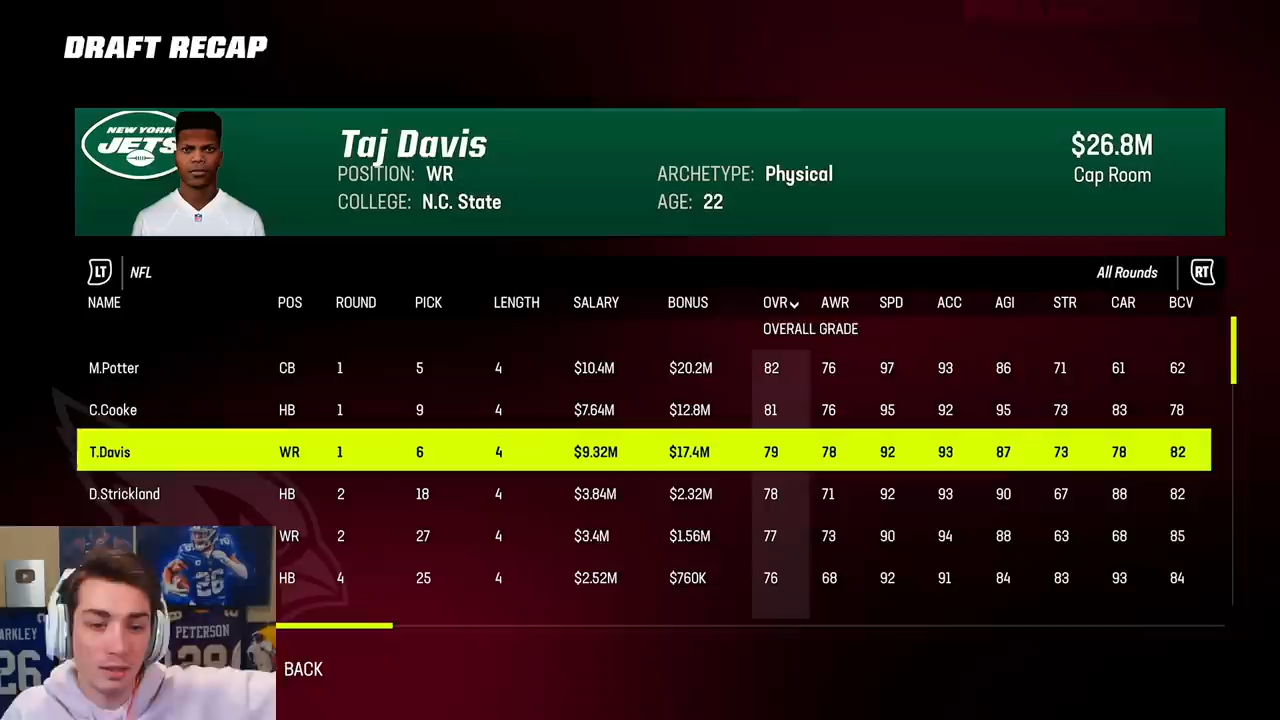 DRAFT RECAP
NEW YORK
JETS
Taj Davis
POSITION: WR
COLLEGE: N.C. State
ARCHETYPE: Physical
AGE: 22
$26.8M
Cap Room
LT NFL
All Rounds RT
NAME POS ROUND PICK LENGTH SALARY BONUS OVR AWR SPD ACC AGI STR CAR BCV
OVERALL GRADE
M.Potter CB 1 5 4 $10.4M $20.2M 82 76 97 93 86 71 61 62
C.Cooke HB 1 9 4 $7.64M $12.8M 81 76 95 92 95 73 83 78
T.Davis WR 1 6 4 $9.32M $17.4M 79 78 92 93 87 73 78 82
D.Strickland HB 2 18 4 $3.84M $2.32M 78 71 92 93 90 67 88 82
WR 2 27 4 $3.4M $1.56M 77 73 90 94 88 63 68 85
HB 4 25 4 $2.52M $760K 76 68 92 91 84 83 93 84
26
ARKLEY
26
PETERSON
28
BACK